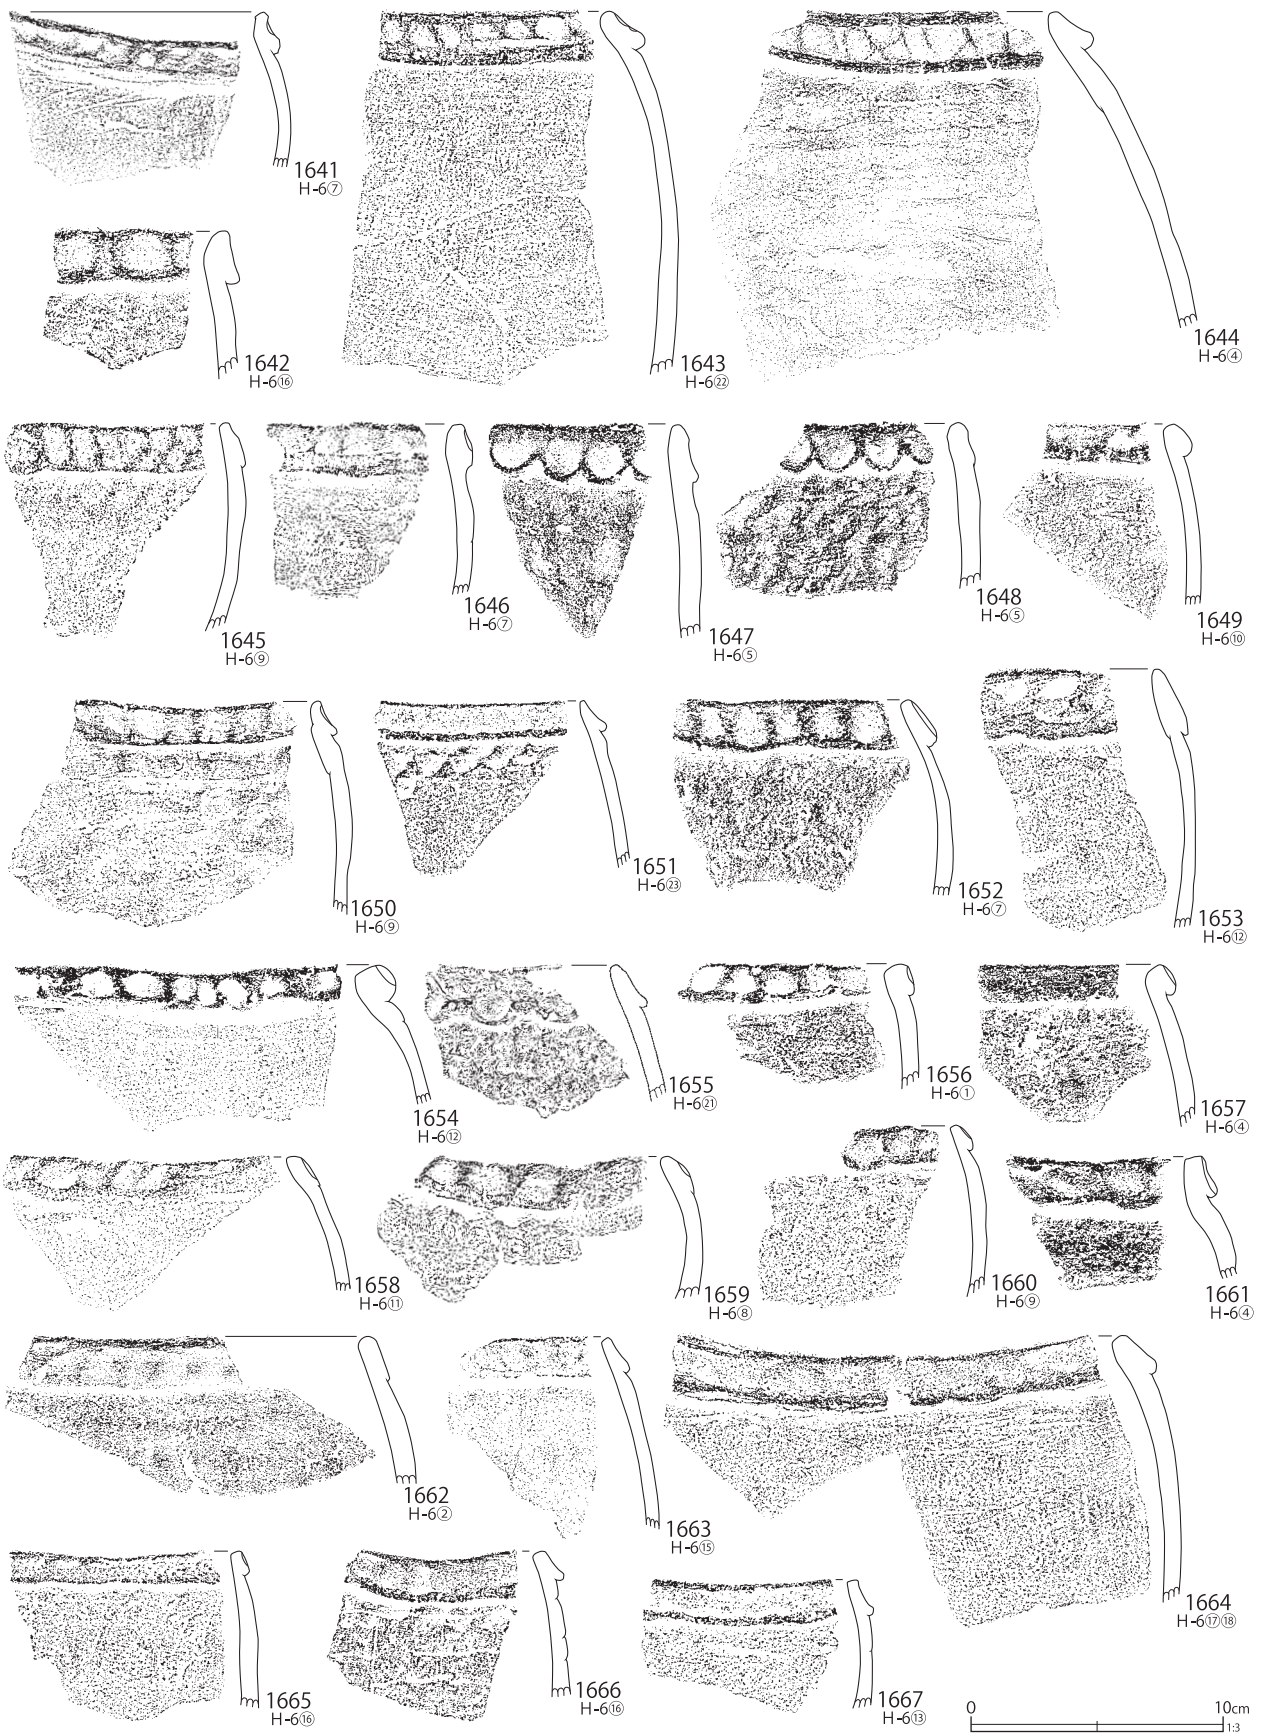 1641
H-6⑦
1642
H-6⑯
1643
H-6㉒
1644
H-6④
1645
H-6⑨
1646
H-6⑦
1647
H-6⑤
1648
H-6⑤
1649
H-6⑩
1650
H-6⑨
1651
H-6㉓
1652
H-6⑦
1653
H-6⑫
1654
H-6⑫
1655
H-6㉑
1656
H-6①
1657
H-6④
1658
H-6⑪
1659
H-6⑧
1660
H-6⑨
1661
H-6④
1662
H-6②
1663
H-6⑮
1664
H-6⑰⑱
1665
H-6⑯
1666
H-6⑯
1667
H-6⑬
0 10cm
1:3